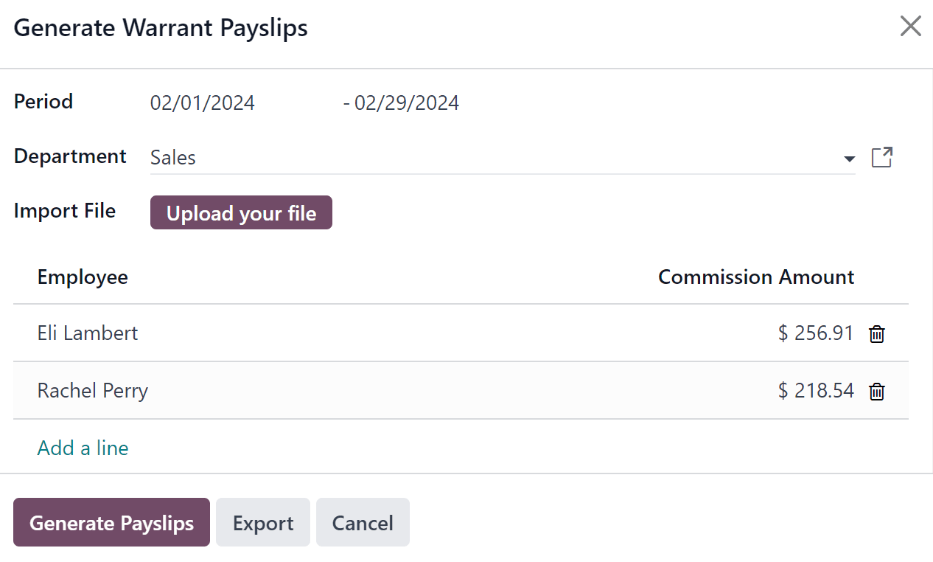 Generate Warrant Payslips
Period 02/01/2024 - 02/29/2024
Department Sales
Import File Upload your file
Employee Commission Amount
Eli Lambert $ 256.91
Rachel Perry $ 218.54
Add a line
Generate Payslips Export Cancel